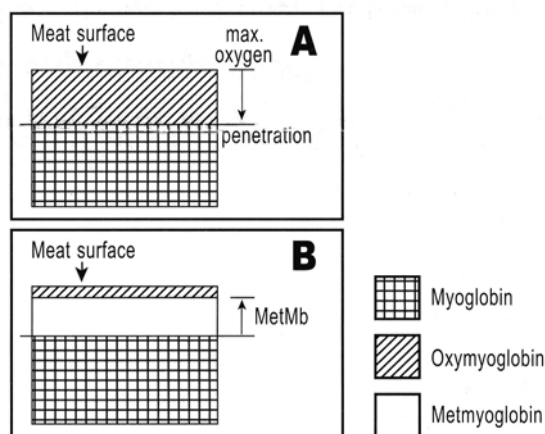 Meat surface
max.
oxygen
A
penetration
Meat surface
B
MetMb
Myoglobin
Oxymyoglobin
Metmyoglobin